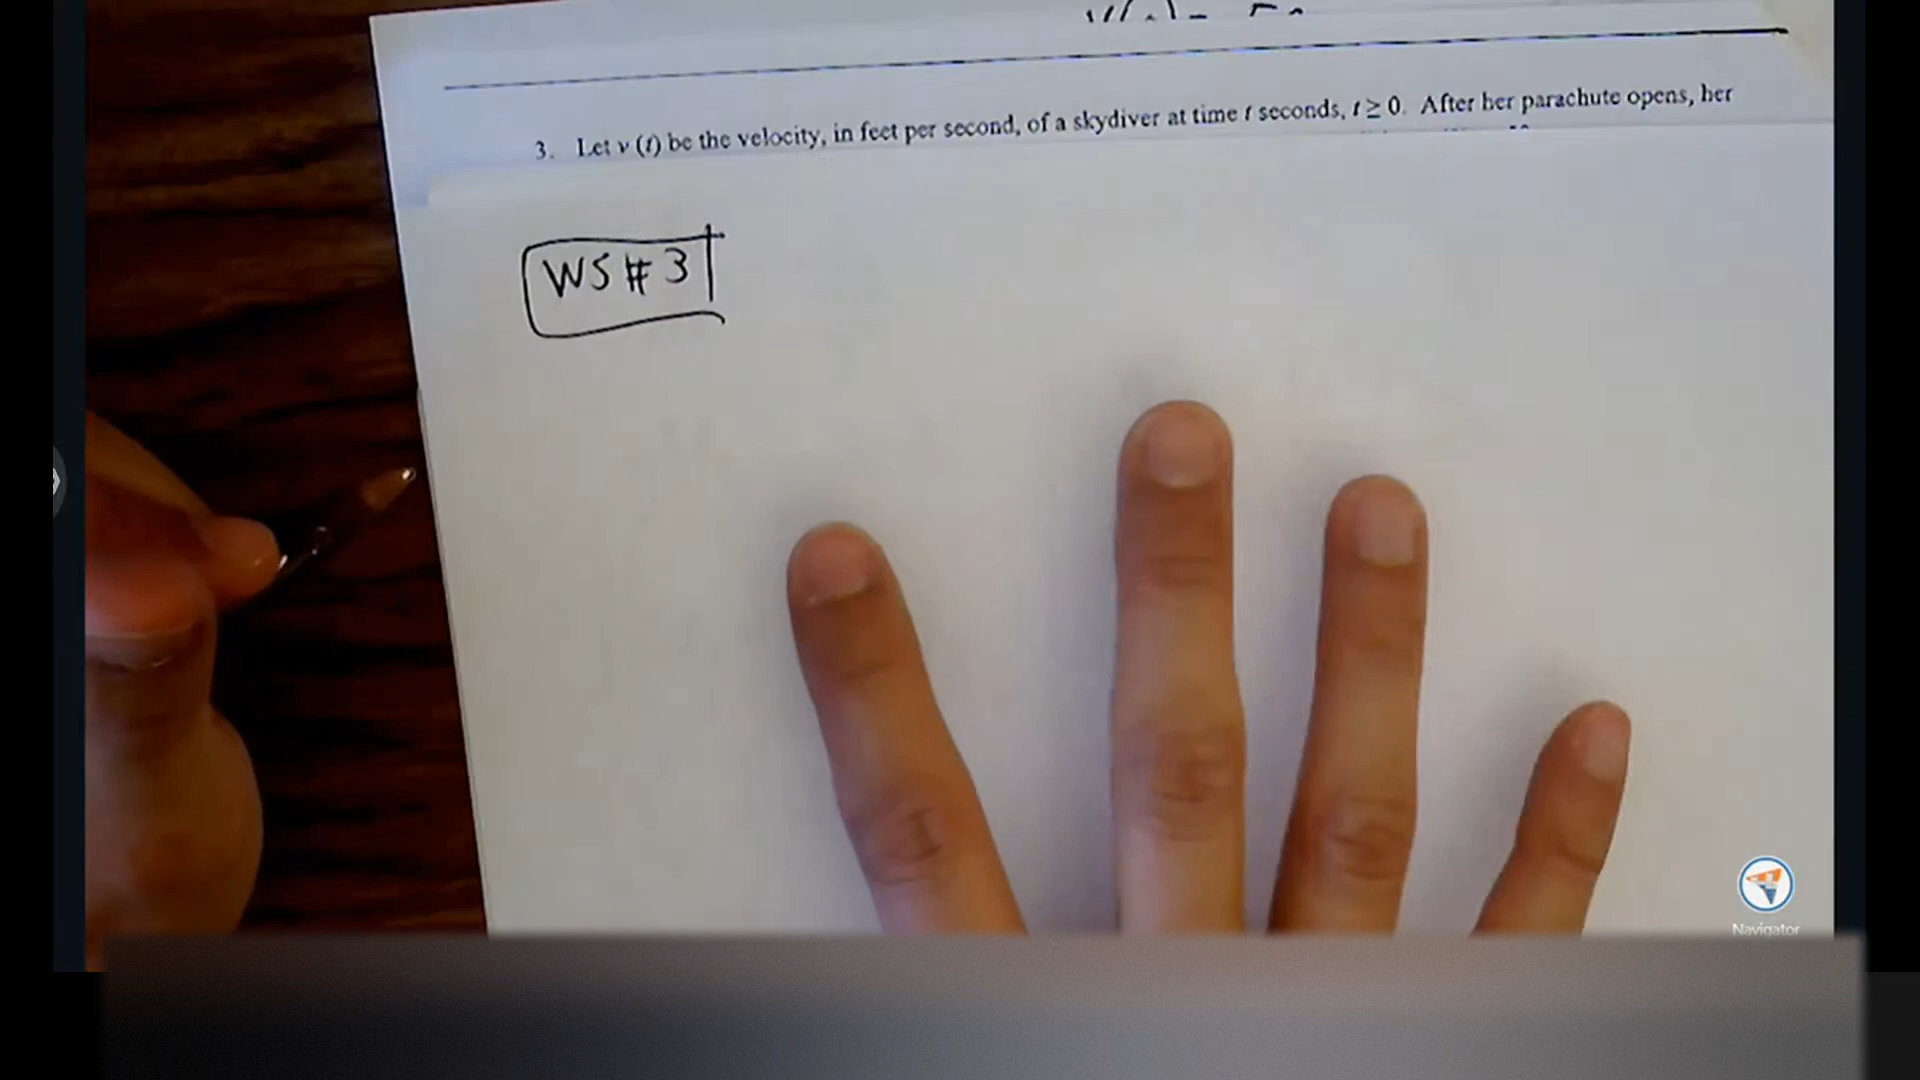 3. Let v (t) be the velocity, in feet per second, of a skydiver at time t seconds, t ≥ 0. After her parachute opens, her
WS # 3
Navigator